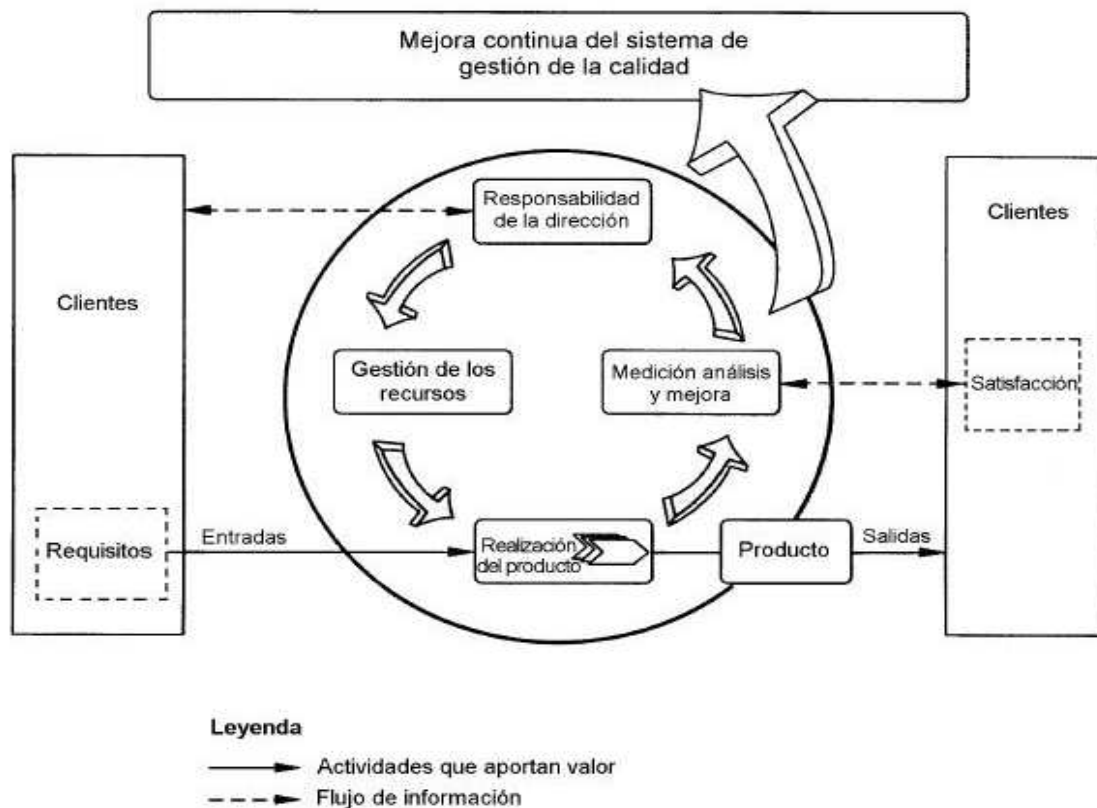 Mejora continua del sistema de
gestión de la calidad
Responsabilidad
de la dirección
Clientes
Clientes
Gestión de los
recursos
Medición análisis
y mejora
Satisfacción
Requisitos
Entradas
Realización
del producto
Producto
Salidas
Leyenda
Actividades que aportan valor
Flujo de información